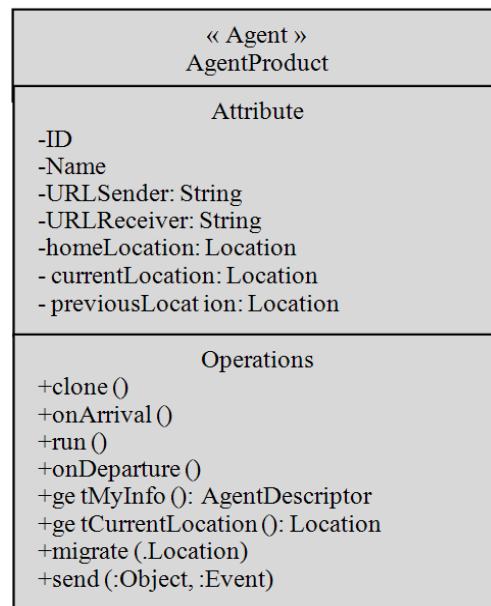 « Agent »
AgentProduct
Attribute
-ID
-Name
-URLSender: String
-URLReceiver: String
-homeLocation: Location
- currentLocation: Location
- previousLocat ion: Location
Operations
+clone ()
+onArrival ()
+run ()
+onDeparture ()
+ge tMyInfo (): AgentDescriptor
+ge tCurrentLocation (): Location
+migrate (.Location)
+send (:Object, :Event)